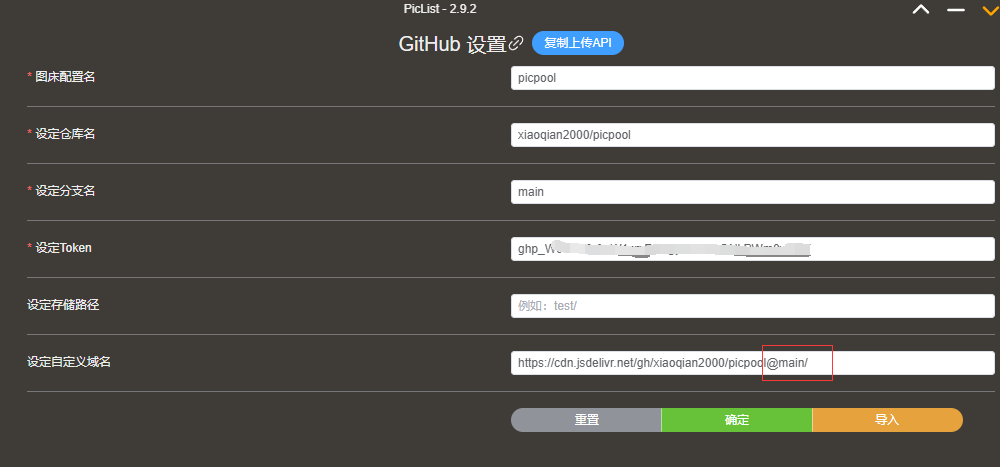 PicList - 2.9.2
GitHub 设置 复制上传API
* 图床配置名 picpool
* 设定仓库名 xiaoqian2000/picpool
* 设定分支名 main
* 设定Token ghp_
设定存储路径 例如：test/
设定自定义域名 https://cdn.jsdelivr.net/gh/xiaoqian2000/picpool@main/
重置 确定 导入